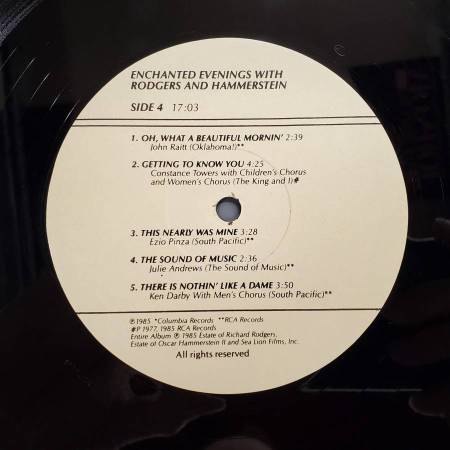 ENCHANTED EVENINGS WITH
RODGERS AND HAMMERSTEIN
SIDE 4 17:03
1. OH, WHAT A BEAUTIFUL MORNIN' 2:39
John Raitt (Oklahoma!)**
2. GETTING TO KNOW YOU 4:25
Constance Towers with Children's Chorus
and Women's Chorus (The King and I)#
3. THIS NEARLY WAS MINE 3:28
Ezio Pinza (South Pacific)**
4. THE SOUND OF MUSIC 2:36
Julie Andrews (The Sound of Music)**
5. THERE IS NOTHIN' LIKE A DAME 3:50
Ken Darby With Men's Chorus (South Pacific)**
℗1985 *Columbia Records **RCA Records
#P 1977, 1985 RCA Records
Entire Album ℗ 1985 Estate of Richard Rodgers,
Estate of Oscar Hammerstein II and Sea Lion Films, Inc.
All rights reserved